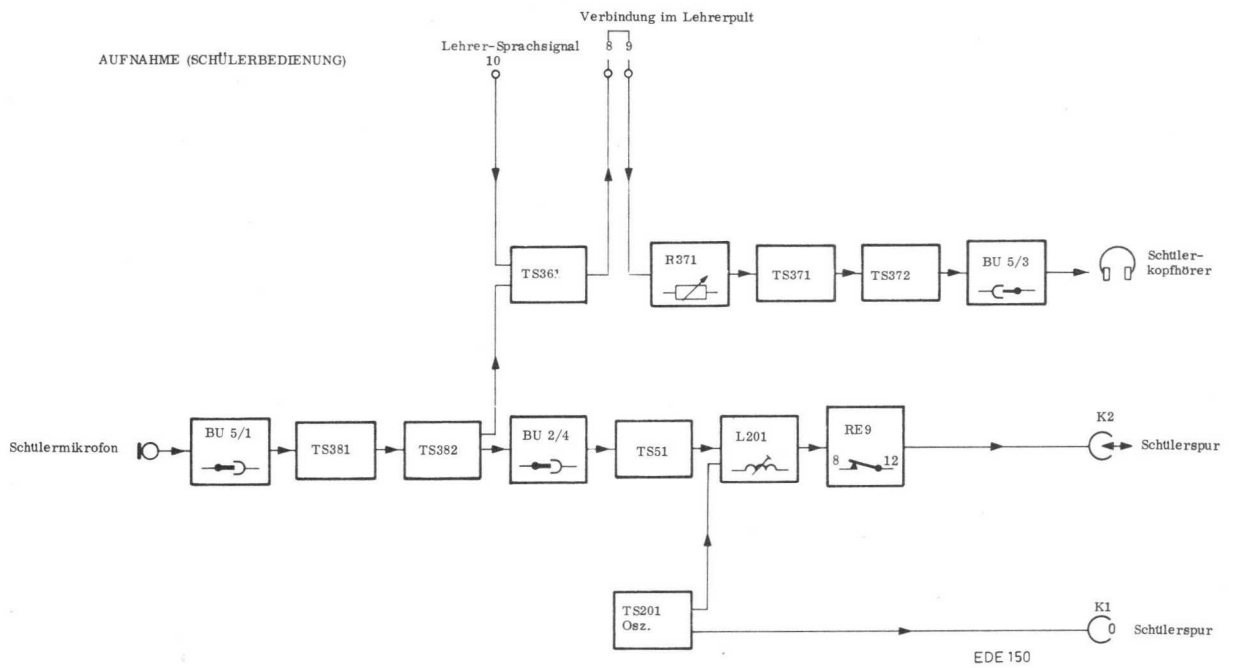 Verbindung im Lehrerpult
8 9
Lehrer-Sprachsignal
10
AUFNAHME (SCHÜLERBEDIENUNG)
TS361
R371
TS371
TS372
BU 5/3
Schüler-
kopfhörer
Schülermikrofon
BU 5/1
TS381
TS382
BU 2/4
TS51
L201
RE9
8 12
K2
Schülerspur
TS201
Osz.
K1
0
Schülerspur
EDE 150